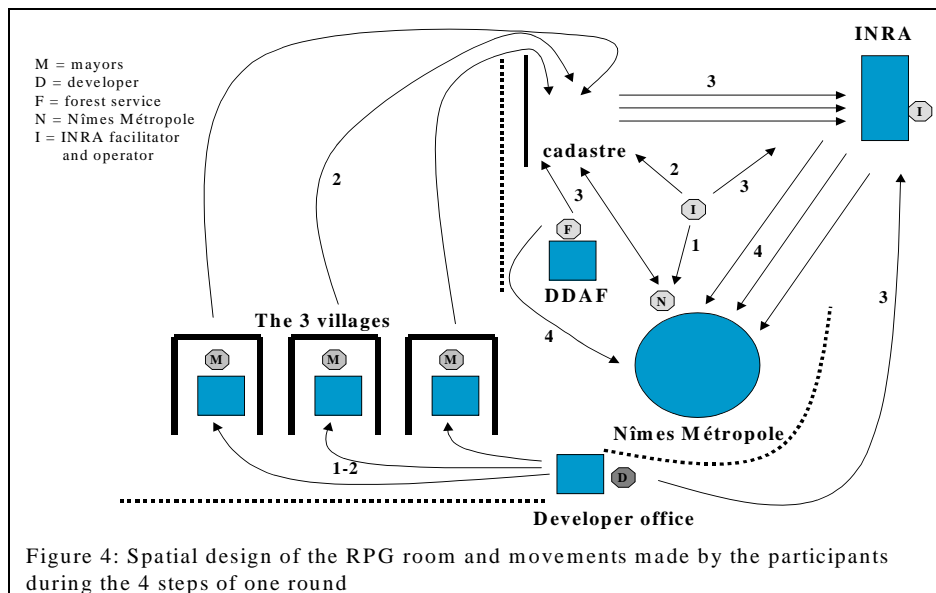 INRA
M = mayors
D = developer
F = forest service
N = Nîmes Métropole
I = INRA facilitator
and operator
3
I
2
cadastre
2
3
3
I
F
1
4
DDAF
N
3
The 3 villages
4
M
M
M
Nîmes Métropole
1-2
D
Developer office
Figure 4: Spatial design of the RPG room and movements made by the participants
during the 4 steps of one round